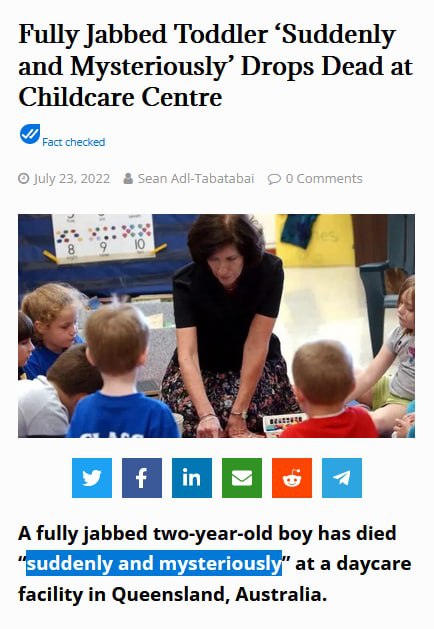 Fully Jabbed Toddler ‘Suddenly
and Mysteriously’ Drops Dead at
Childcare Centre
Fact checked
July 23, 2022 Sean Adl-Tabatabai 0 Comments
8 9 10
A fully jabbed two-year-old boy has died
“suddenly and mysteriously” at a daycare
facility in Queensland, Australia.